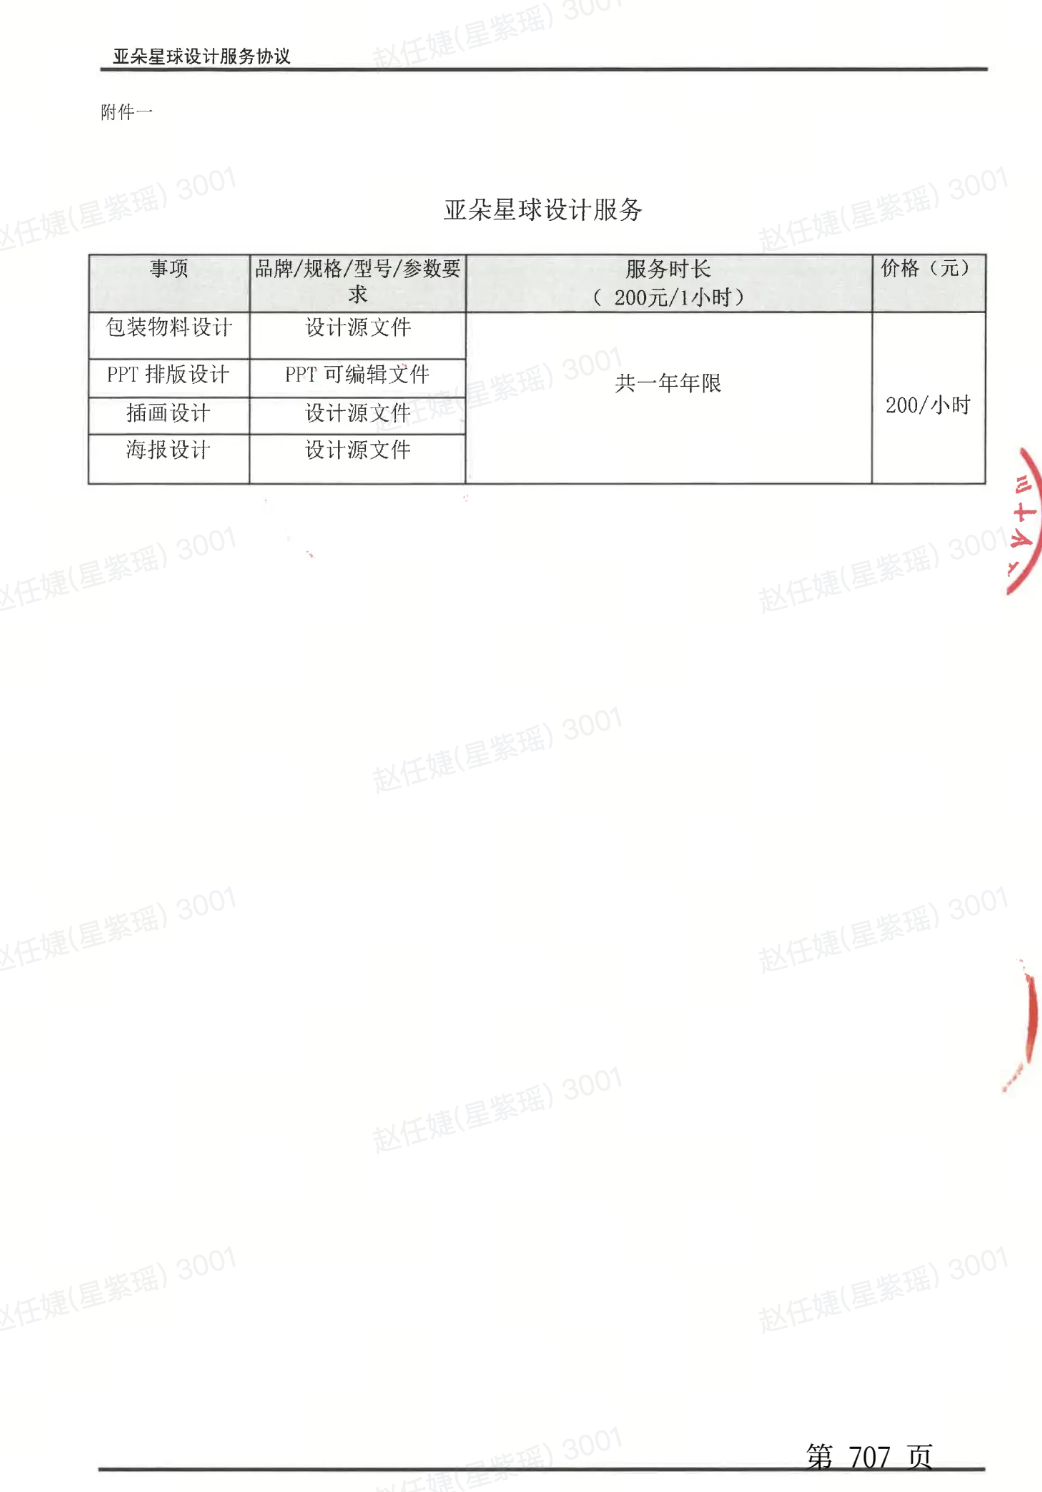 亚朵星球设计服务协议
附件一
亚朵星球设计服务
事项 品牌/规格/型号/参数要求 服务时长 价格（元）
（ 200元/1小时）
包装物料设计 设计源文件
PPT 排版设计 PPT 可编辑文件 共一年年限
插画设计 设计源文件 200/小时
海报设计 设计源文件
赵任婕(星紫瑶) 3001
赵任婕(星紫瑶) 3001
赵任婕(星紫瑶) 3001
赵任婕(星紫瑶) 3001
赵任婕(星紫瑶) 3001
赵任婕(星紫瑶) 3001
赵任婕(星紫瑶) 3001
赵任婕(星紫瑶) 3001
赵任婕(星紫瑶) 3001
赵任婕(星紫瑶) 3001
赵任婕(星紫瑶) 3001
赵任婕(星紫瑶) 3001
赵任婕(星紫瑶) 3001
第 707 页